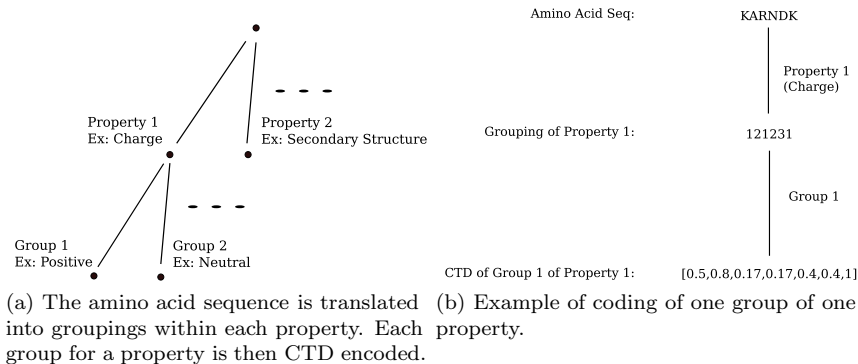 Property 1
Ex: Charge
Property 2
Ex: Secondary Structure
Group 1
Ex: Positive
Group 2
Ex: Neutral
(a) The amino acid sequence is translated
into groupings within each property. Each
group for a property is then CTD encoded.
Amino Acid Seq: KARNDK
Property 1
(Charge)
Grouping of Property 1: 121231
Group 1
CTD of Group 1 of Property 1: [0.5,0.8,0.17,0.17,0.4,0.4,1]
(b) Example of coding of one group of one
property.